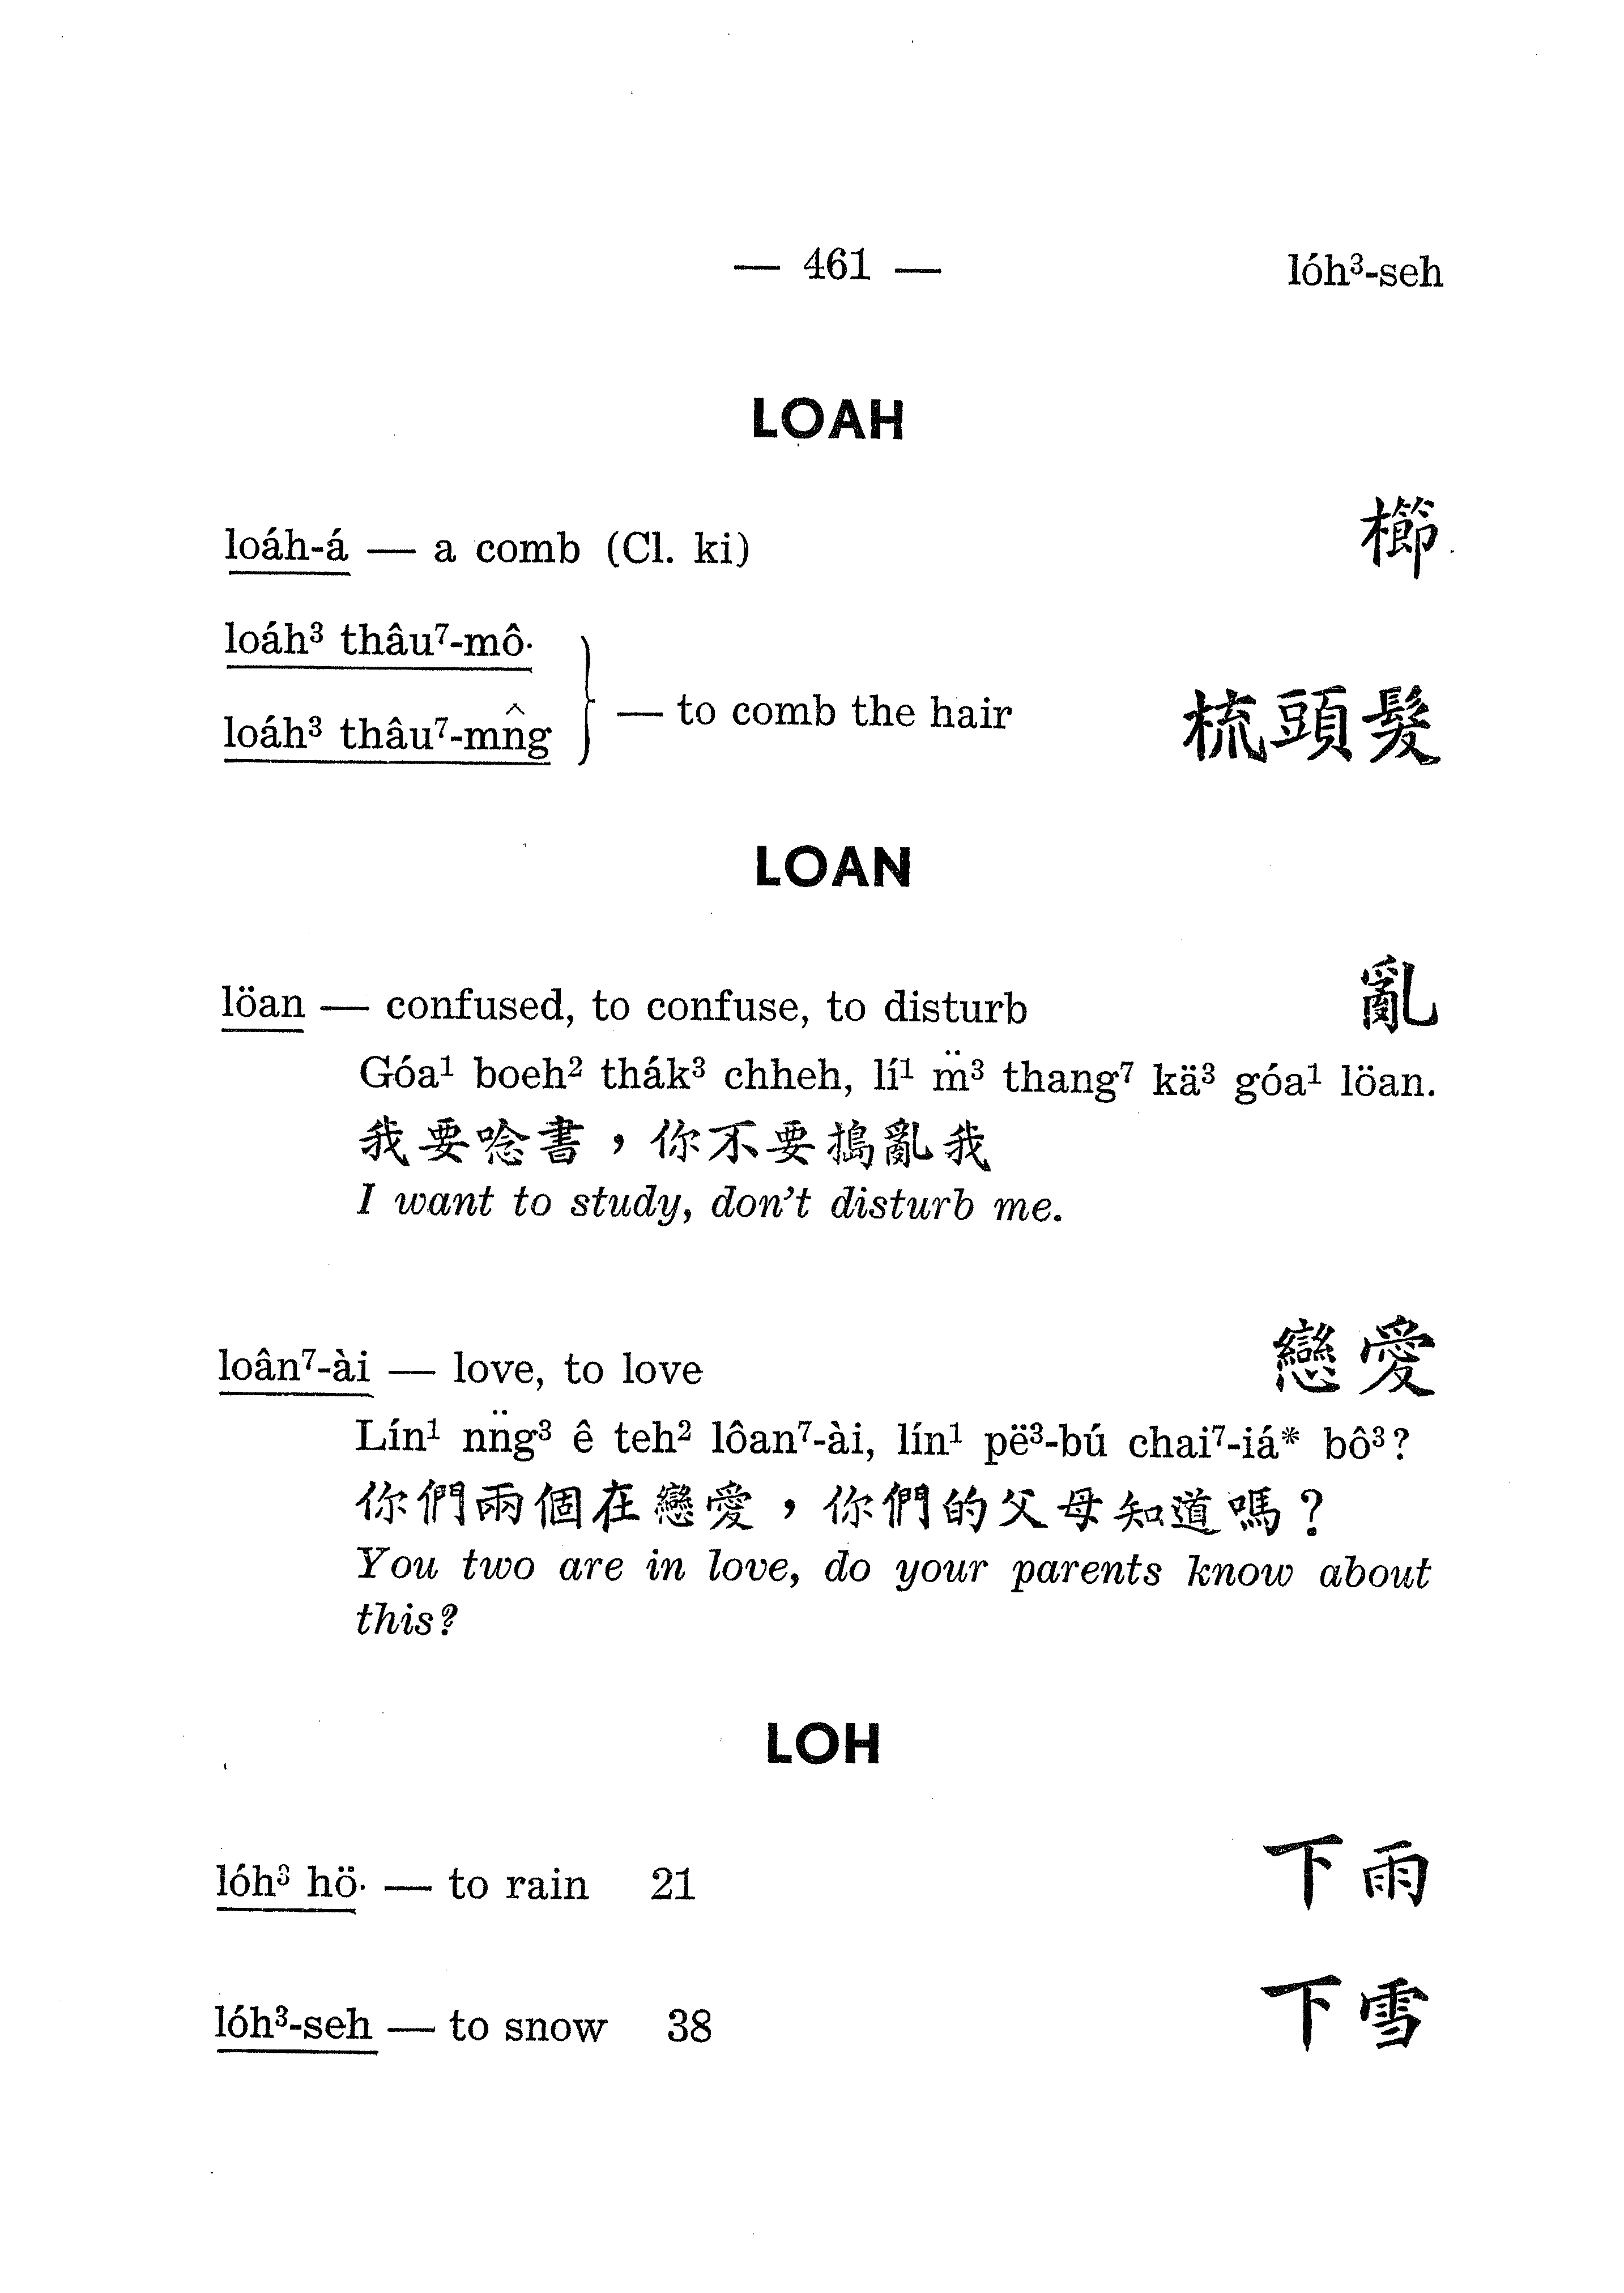 — 461 — lóh³-seh
LOAH
loáh-á — a comb (Cl. ki) 櫛
loáh³ thâu⁷-mô·
— to comb the hair 梳頭髮
loáh³ thâu⁷-mn̂g
LOAN
löan — confused, to confuse, to disturb 亂
Góa¹ boeh² thák³ chheh, lí¹ m̈³ thang⁷ kä³ góa¹ löan.
我要唸書，你不要搗亂我
I want to study, don't disturb me.
loân⁷-ài — love, to love 戀愛
Lín¹ nn̈g³ ê teh² lôan⁷-ài, lín¹ pë³-bú chai⁷-iá* bô³?
你們兩個在戀愛，你們的父母知道嗎？
You two are in love, do your parents know about
this?
LOH
lóh³ hö· — to rain 21 下雨
lóh³-seh — to snow 38 下雪